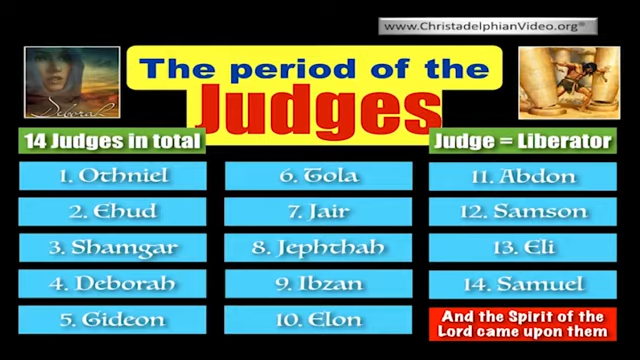 www.ChristadelphianVideo.org®
The period of the
Judges
Deborah
14 Judges in total
Judge = Liberator
1. Othniel
2. Ehud
3. Shamgar
4. Deborah
5. Gideon
6. Tola
7. Jair
8. Jephthah
9. Ibzan
10. Elon
11. Abdon
12. Samson
13. Eli
14. Samuel
And the Spirit of the
Lord came upon them